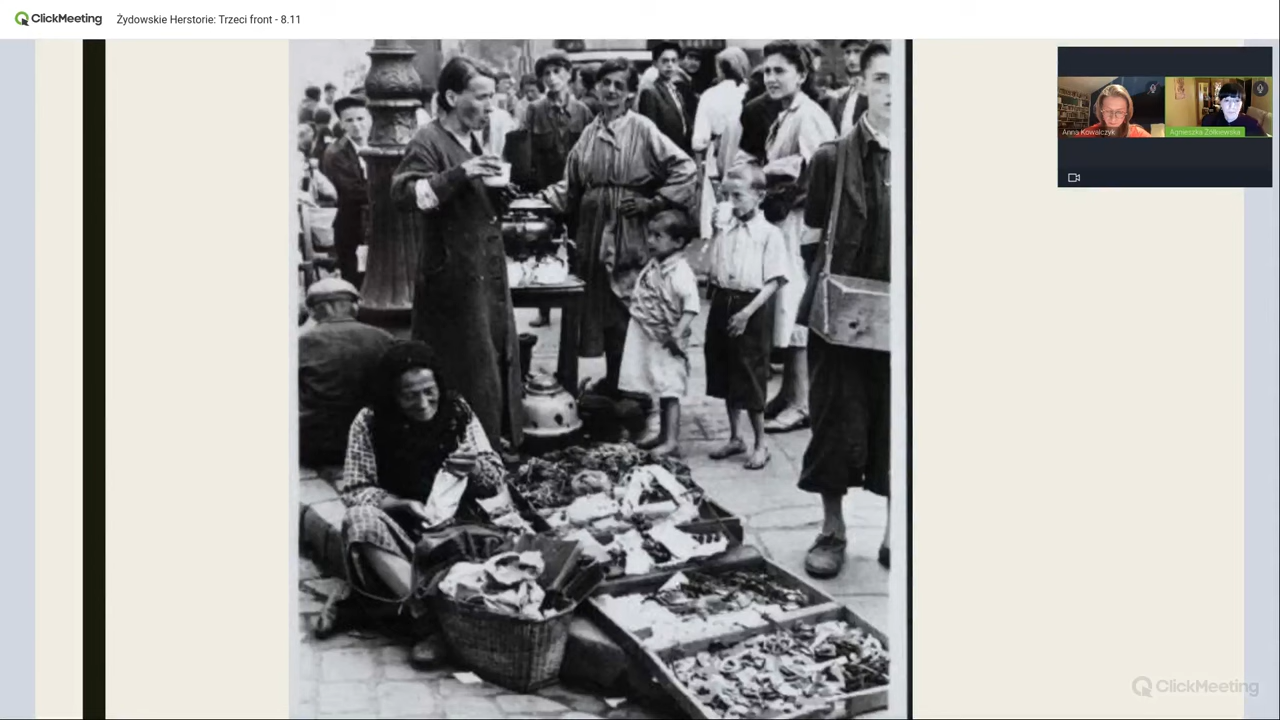 ClickMeeting
Żydowskie Herstorie: Trzeci front - 8.11
Anna Kowalczyk
Agnieszka Żółkiewska
ClickMeeting